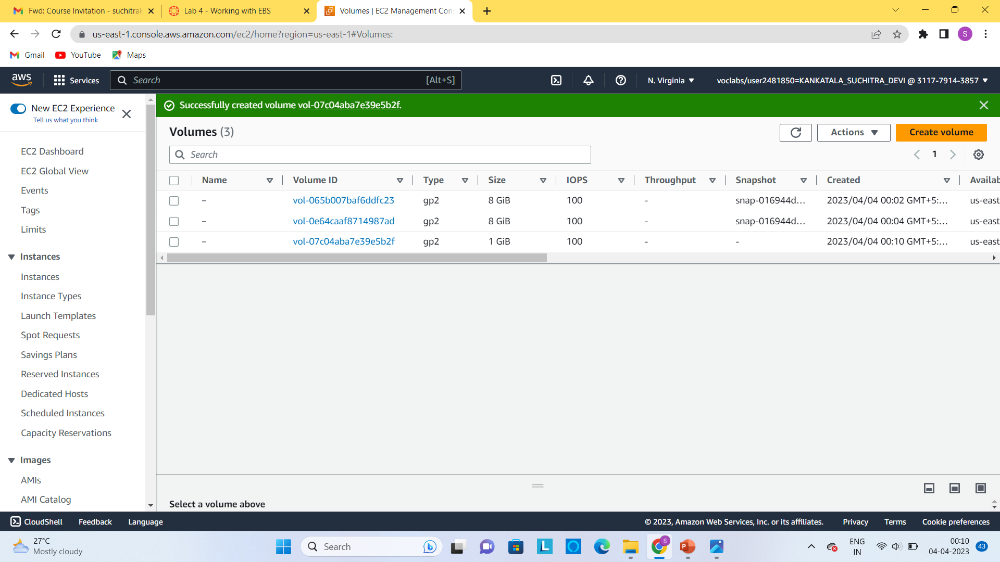 Fwd: Course Invitation - suchitrak
Lab 4 - Working with EBS
Volumes | EC2 Management Con
us-east-1.console.aws.amazon.com/ec2/home?region=us-east-1#Volumes:
S
Gmail YouTube Maps
aws Services Search [Alt+S] N. Virginia voclabs/user2481850=KANKATALA_SUCHITRA_DEVI @ 3117-7914-3857
New EC2 Experience
Tell us what you think
Successfully created volume vol-07c04aba7e39e5b2f.
Volumes (3)
Actions
Create volume
Search
1
Name Volume ID Type Size IOPS Throughput Snapshot Created Availab
– vol-065b007baf6ddfc23 gp2 8 GiB 100 - snap-016944d... 2023/04/04 00:02 GMT+5:... us-east
– vol-0e64caaf8714987ad gp2 8 GiB 100 - snap-016944d... 2023/04/04 00:04 GMT+5:... us-east
– vol-07c04aba7e39e5b2f gp2 1 GiB 100 - - 2023/04/04 00:10 GMT+5:... us-east
EC2 Dashboard
EC2 Global View
Events
Tags
Limits
Instances
Instances
Instance Types
Launch Templates
Spot Requests
Savings Plans
Reserved Instances
Dedicated Hosts
Scheduled Instances
Capacity Reservations
Images
AMIs
AMI Catalog
Select a volume above
CloudShell Feedback Language © 2023, Amazon Web Services, Inc. or its affiliates. Privacy Terms Cookie preferences
27°C
Mostly cloudy
Search
L
S
P
ENG
IN
00:10
04-04-2023
43